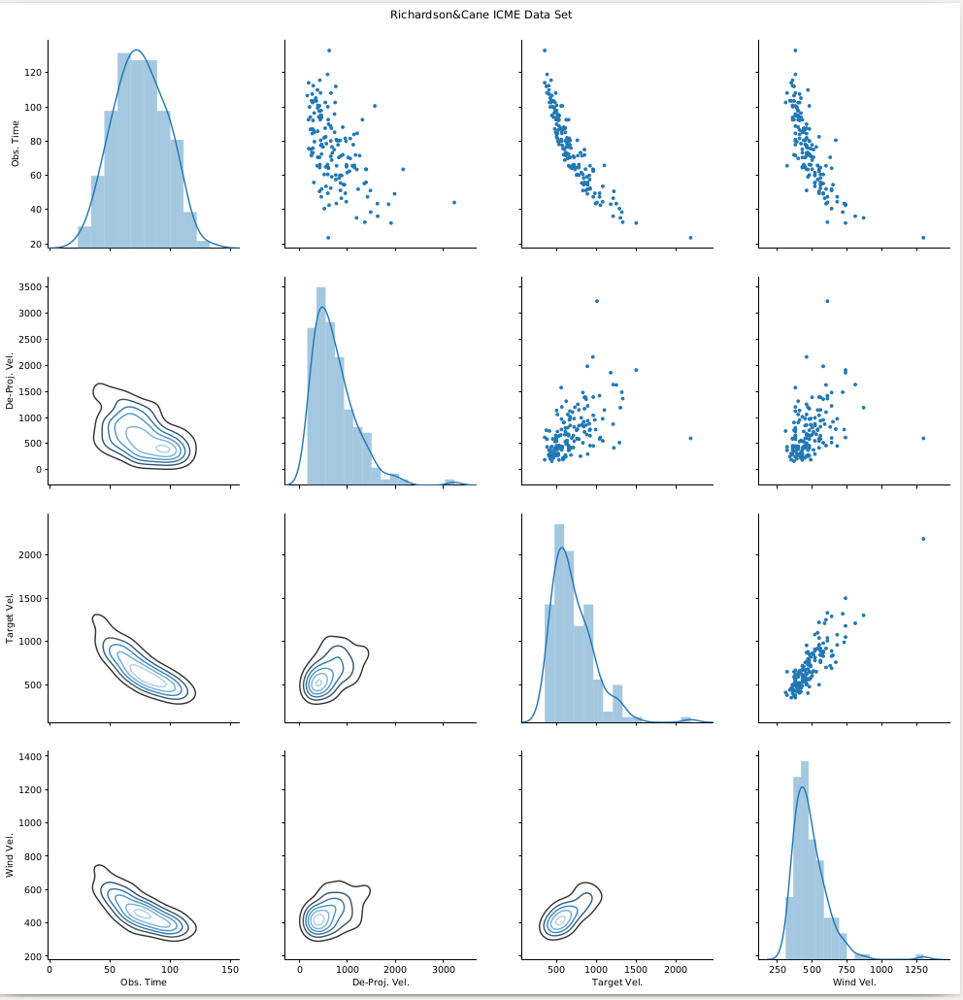 Richardson&Cane ICME Data Set
Obs. Time
120
100
80
60
40
20
De-Proj. Vel.
3500
3000
2500
2000
1500
1000
500
0
Target Vel.
2000
1500
1000
500
Wind Vel.
1400
1200
1000
800
600
400
200
0 50 100 150
0 1000 2000 3000
500 1000 1500 2000
250 500 750 1000 1250
Obs. Time
De-Proj. Vel.
Target Vel.
Wind Vel.